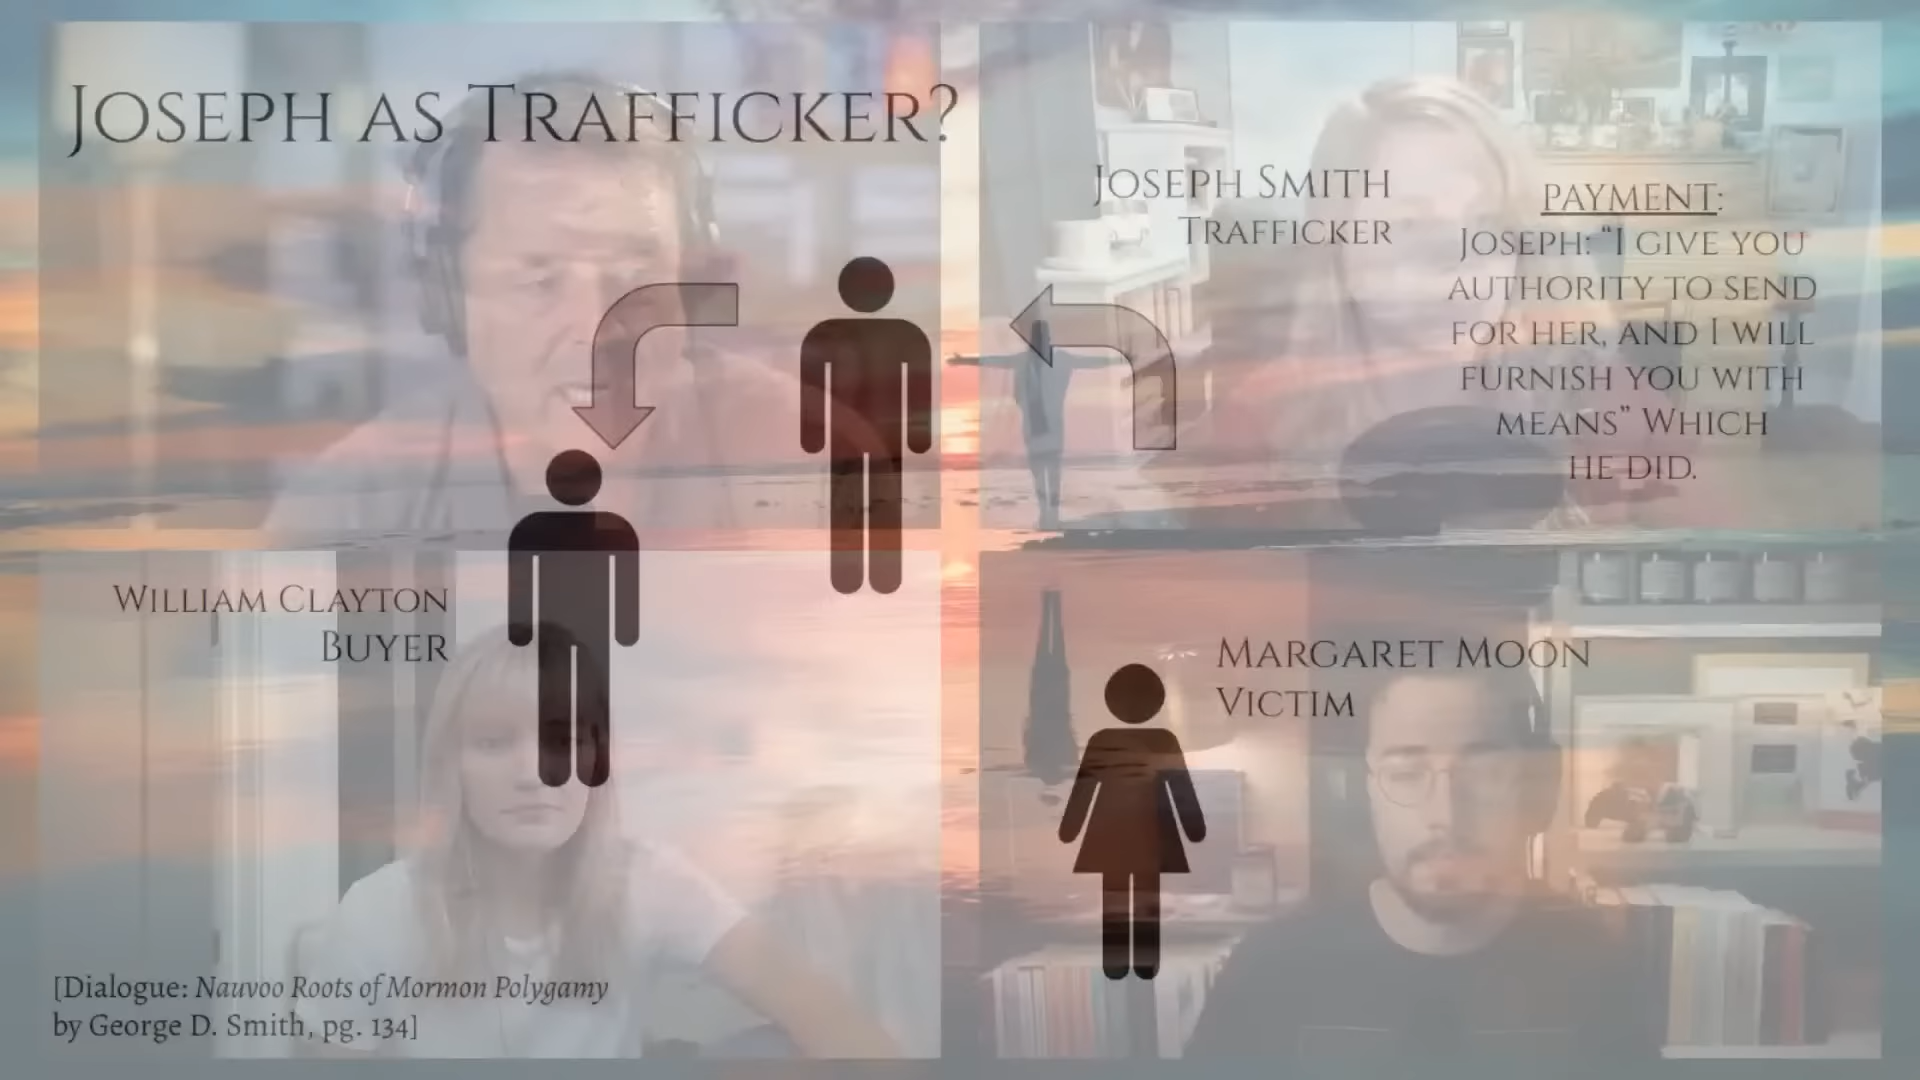 JOSEPH AS TRAFFICKER?
JOSEPH SMITH
TRAFFICKER
PAYMENT:
JOSEPH: “I GIVE YOU
AUTHORITY TO SEND
FOR HER, AND I WILL
FURNISH YOU WITH
MEANS” WHICH
HE DID.
WILLIAM CLAYTON
BUYER
MARGARET MOON
VICTIM
[Dialogue: Nauvoo Roots of Mormon Polygamy
by George D. Smith, pg. 134]